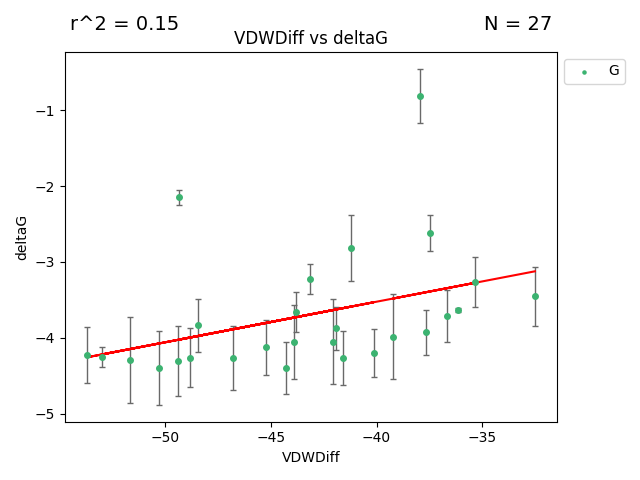 r^2 = 0.15
N = 27
VDWDiff vs deltaG
G
−1
−2
−3
−4
−5
deltaG
−50
−45
−40
−35
VDWDiff